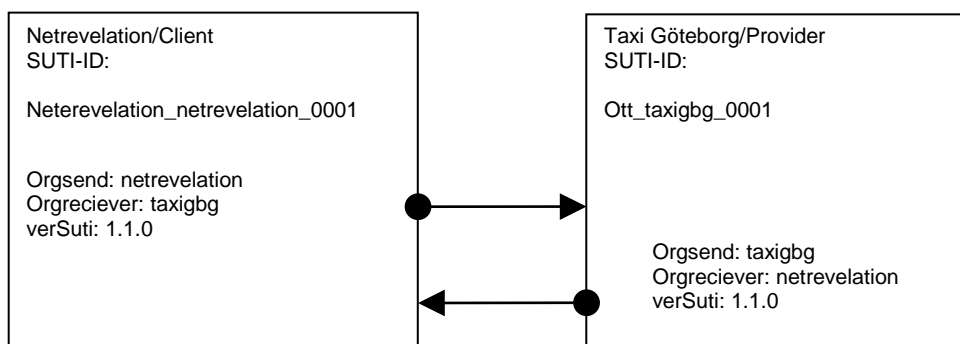 Netrevelation/Client
SUTI-ID:
Neterevelation_netrevelation_0001
Orgsend: netrevelation
Orgreciever: taxigbg
verSuti: 1.1.0
Taxi Göteborg/Provider
SUTI-ID:
Ott_taxigbg_0001
Orgsend: taxigbg
Orgreciever: netrevelation
verSuti: 1.1.0